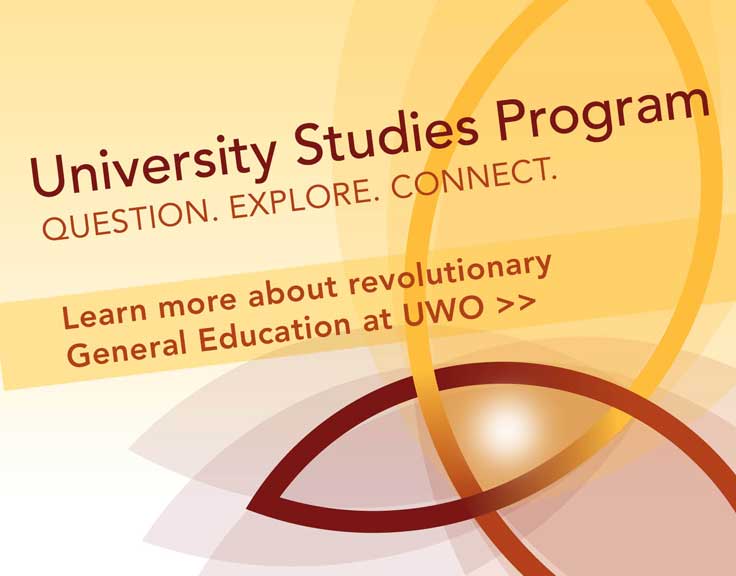 University Studies Program
QUESTION. EXPLORE. CONNECT.
Learn more about revolutionary
General Education at UWO >>